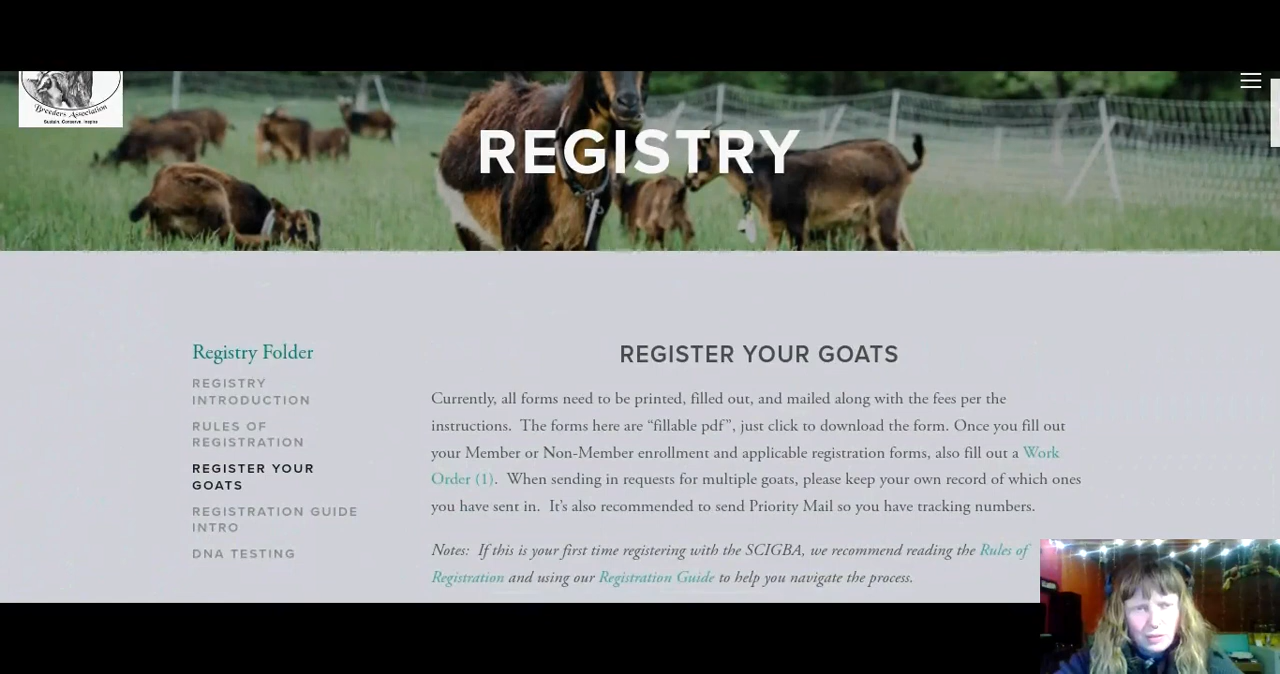 Breeders Association
Sustain. Conserve. Inspire.
REGISTRY
Registry Folder
REGISTRY
INTRODUCTION
RULES OF
REGISTRATION
REGISTER YOUR
GOATS
REGISTRATION GUIDE
INTRO
DNA TESTING
REGISTER YOUR GOATS
Currently, all forms need to be printed, filled out, and mailed along with the fees per the
instructions.  The forms here are “fillable pdf”, just click to download the form. Once you fill out
your Member or Non-Member enrollment and applicable registration forms, also fill out a Work
Order (1).  When sending in requests for multiple goats, please keep your own record of which ones
you have sent in.  It’s also recommended to send Priority Mail so you have tracking numbers.
Notes:  If this is your first time registering with the SCIGBA, we recommend reading the Rules of
Registration and using our Registration Guide to help you navigate the process.